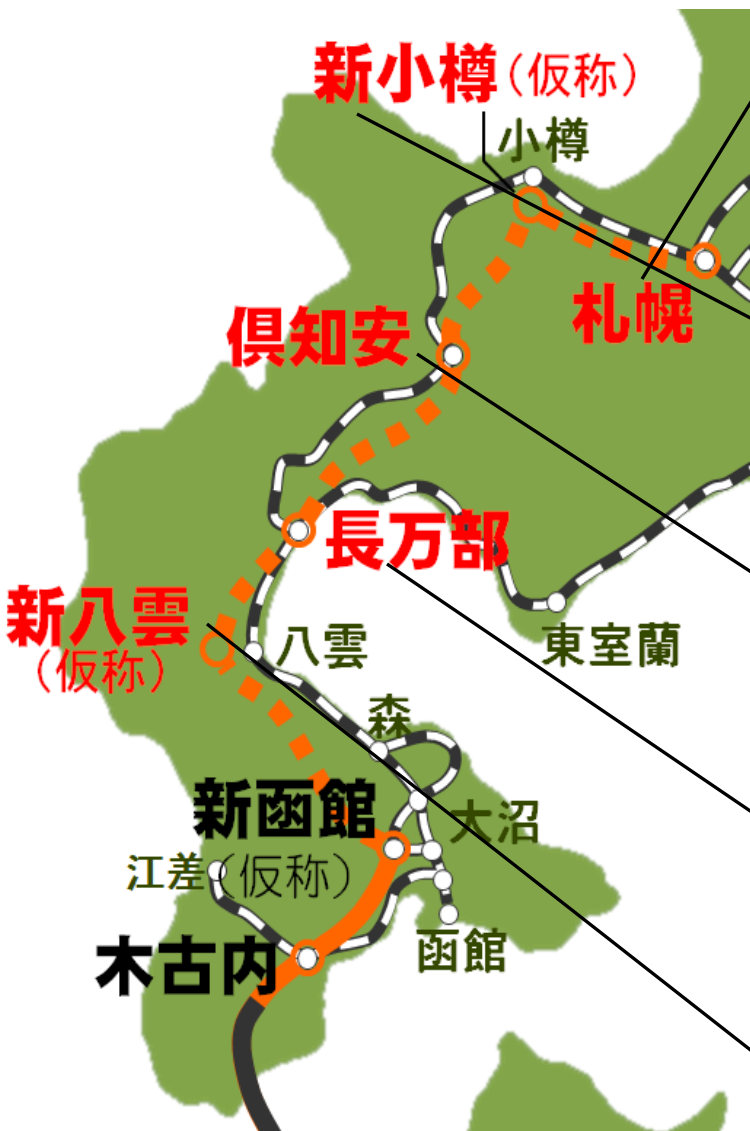 新小樽(仮称)
小樽
札幌
倶知安
長万部
新八雲
(仮称)
八雲
東室蘭
森
新函館
大沼
江差
(仮称)
函館
木古内